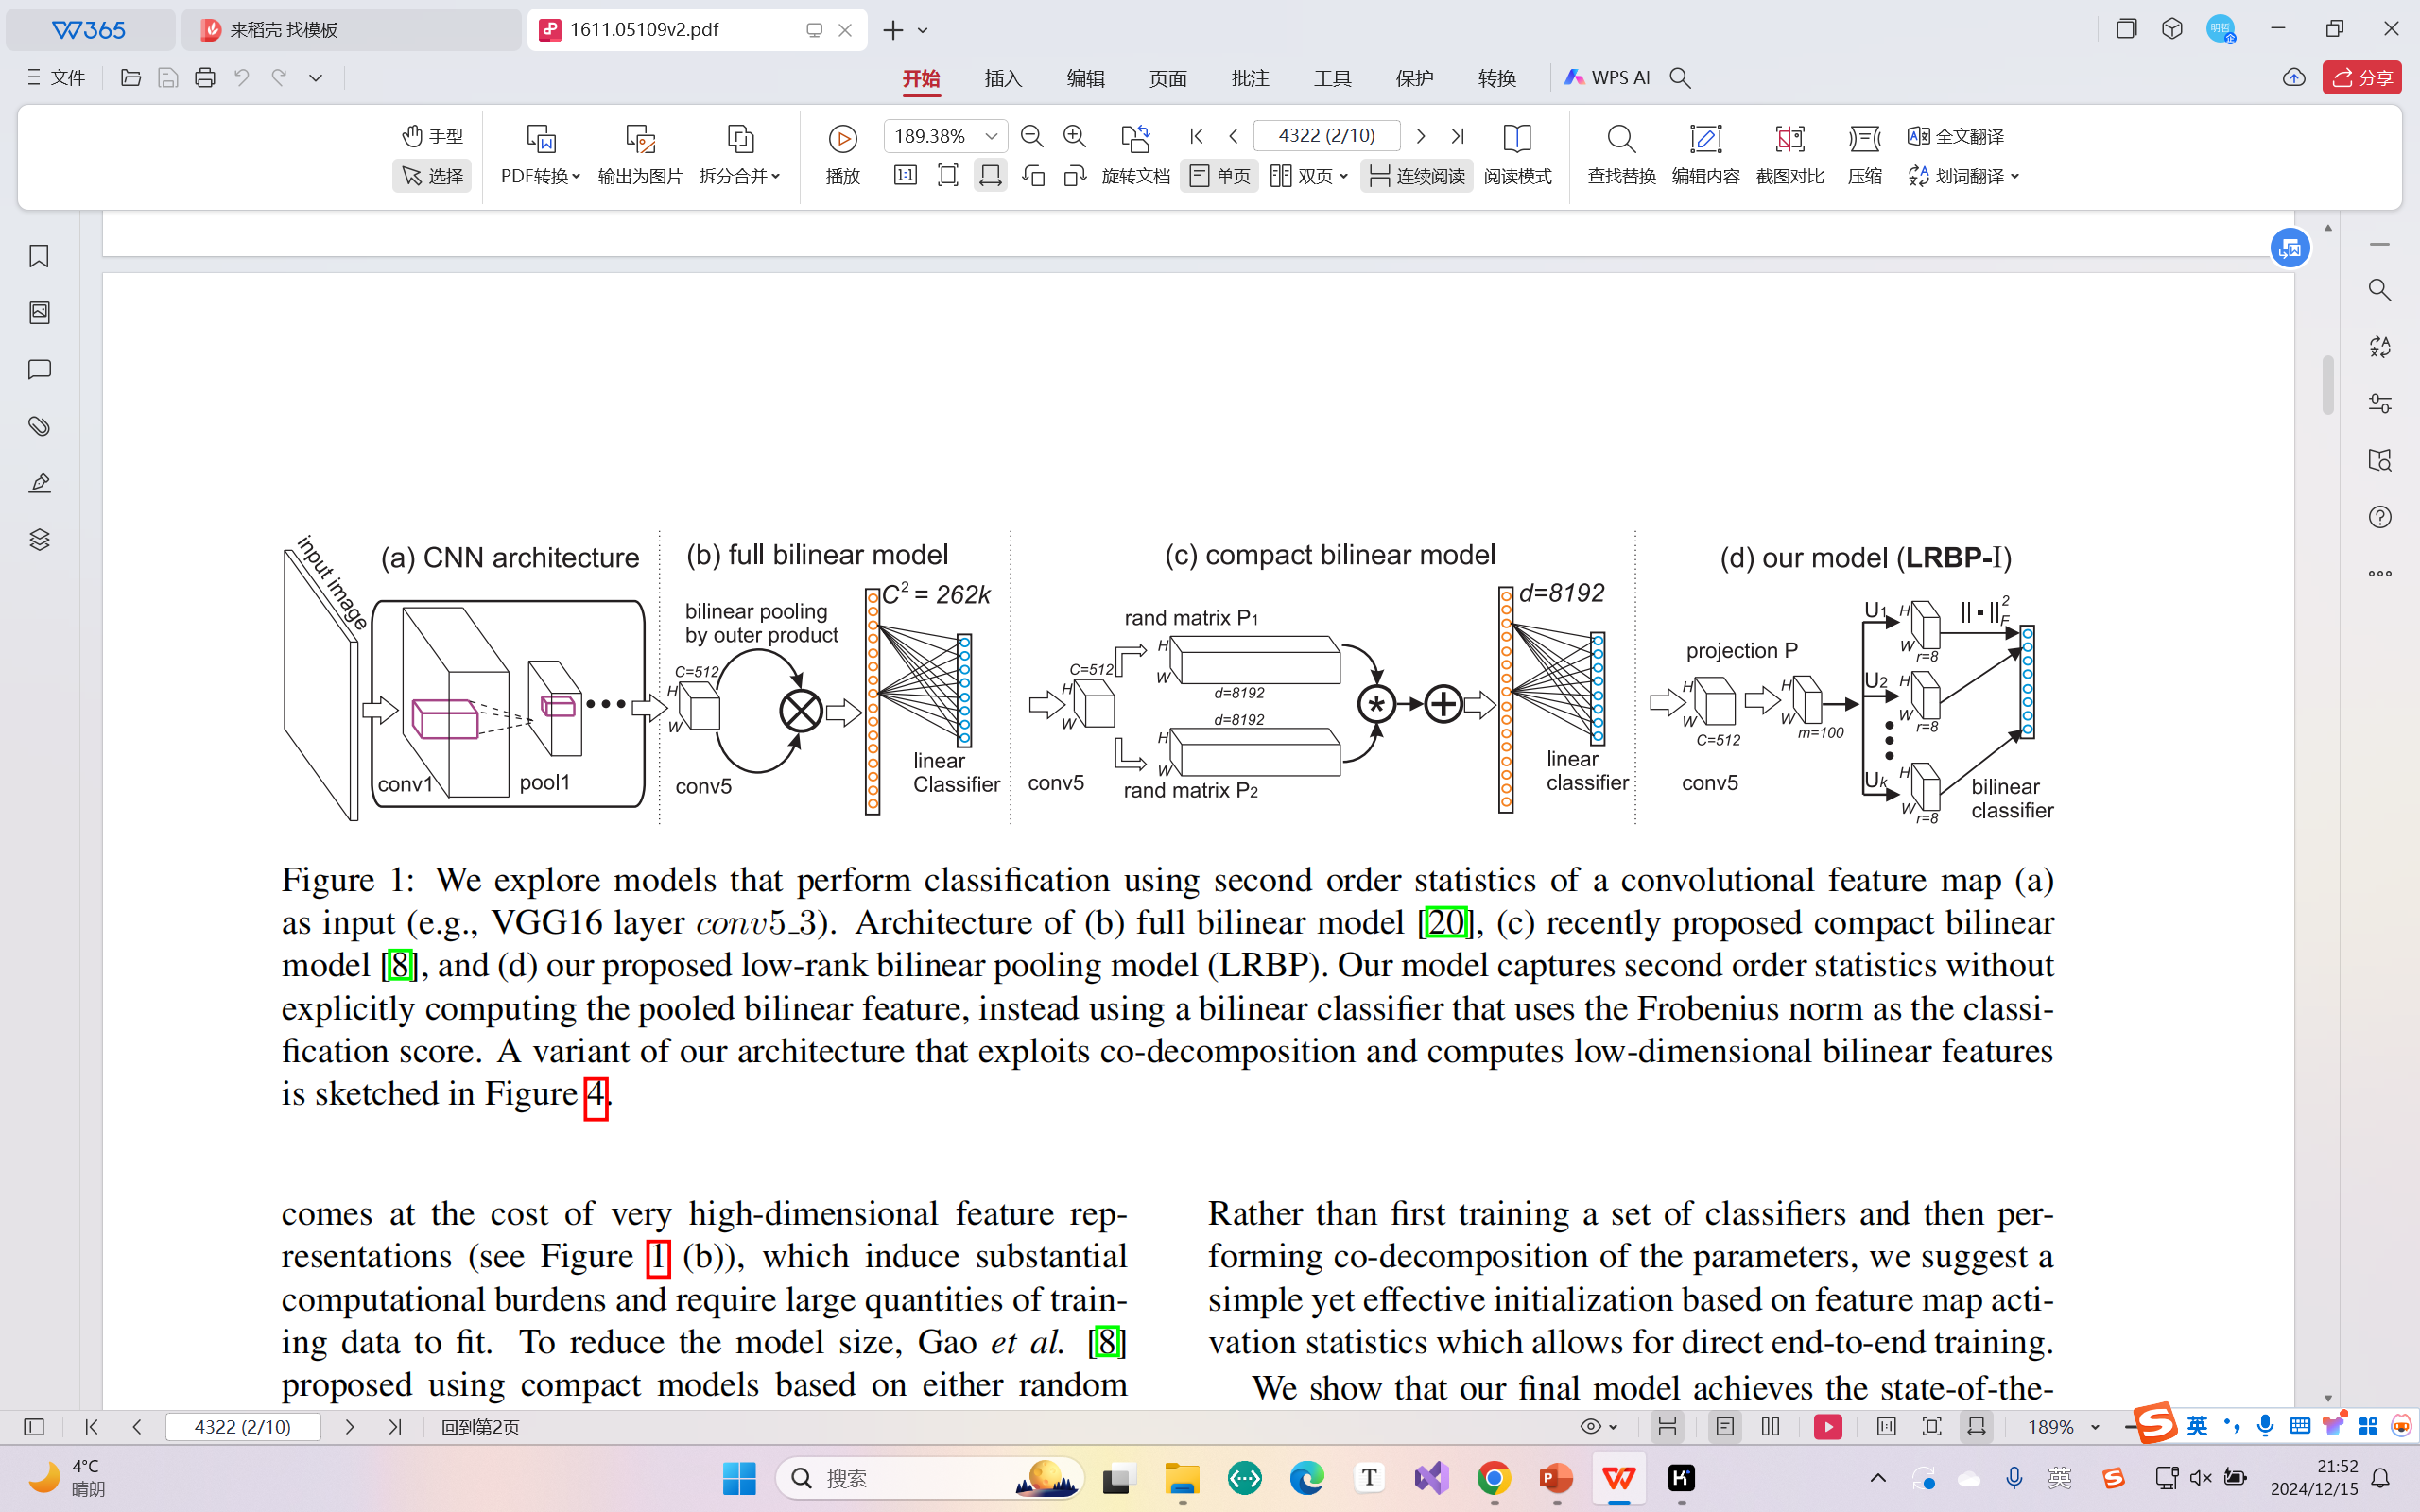 W365
来稻壳 找模板
1611.05109v2.pdf
明哲
企
文件
开始 插入 编辑 页面 批注 工具 保护 转换 WPS AI
分享
手型
选择
PDF转换 输出为图片 拆分合并
播放
189.38%
4322 (2/10)
旋转文档 单页 双页 连续阅读 阅读模式
查找替换 编辑内容 截图对比 压缩
全文翻译
划词翻译
input image
(a) CNN architecture
conv1
pool1
(b) full bilinear model
C² = 262k
bilinear pooling
by outer product
C=512
H
W
conv5
linear
Classifier
(c) compact bilinear model
d=8192
rand matrix P1
H
W
d=8192
C=512
H
W
conv5
d=8192
H
W
rand matrix P2
linear
classifier
(d) our model (LRBP-I)
projection P
H
W
C=512
conv5
H
W
m=100
U1
H
W
r=8
|| ▪ ||²F
U2
H
W
r=8
Uk
H
W
r=8
bilinear
classifier
Figure 1: We explore models that perform classification using second order statistics of a convolutional feature map (a)
as input (e.g., VGG16 layer conv5_3). Architecture of (b) full bilinear model [20], (c) recently proposed compact bilinear
model [8], and (d) our proposed low-rank bilinear pooling model (LRBP). Our model captures second order statistics without
explicitly computing the pooled bilinear feature, instead using a bilinear classifier that uses the Frobenius norm as the classi-
fication score. A variant of our architecture that exploits co-decomposition and computes low-dimensional bilinear features
is sketched in Figure 4.
comes at the cost of very high-dimensional feature rep-
resentations (see Figure 1 (b)), which induce substantial
computational burdens and require large quantities of train-
ing data to fit. To reduce the model size, Gao et al. [8]
proposed using compact models based on either random
Rather than first training a set of classifiers and then per-
forming co-decomposition of the parameters, we suggest a
simple yet effective initialization based on feature map acti-
vation statistics which allows for direct end-to-end training.
We show that our final model achieves the state-of-the-
4322 (2/10)
回到第2页
189%
英
4°C
晴朗
搜索
英
21:52
2024/12/15